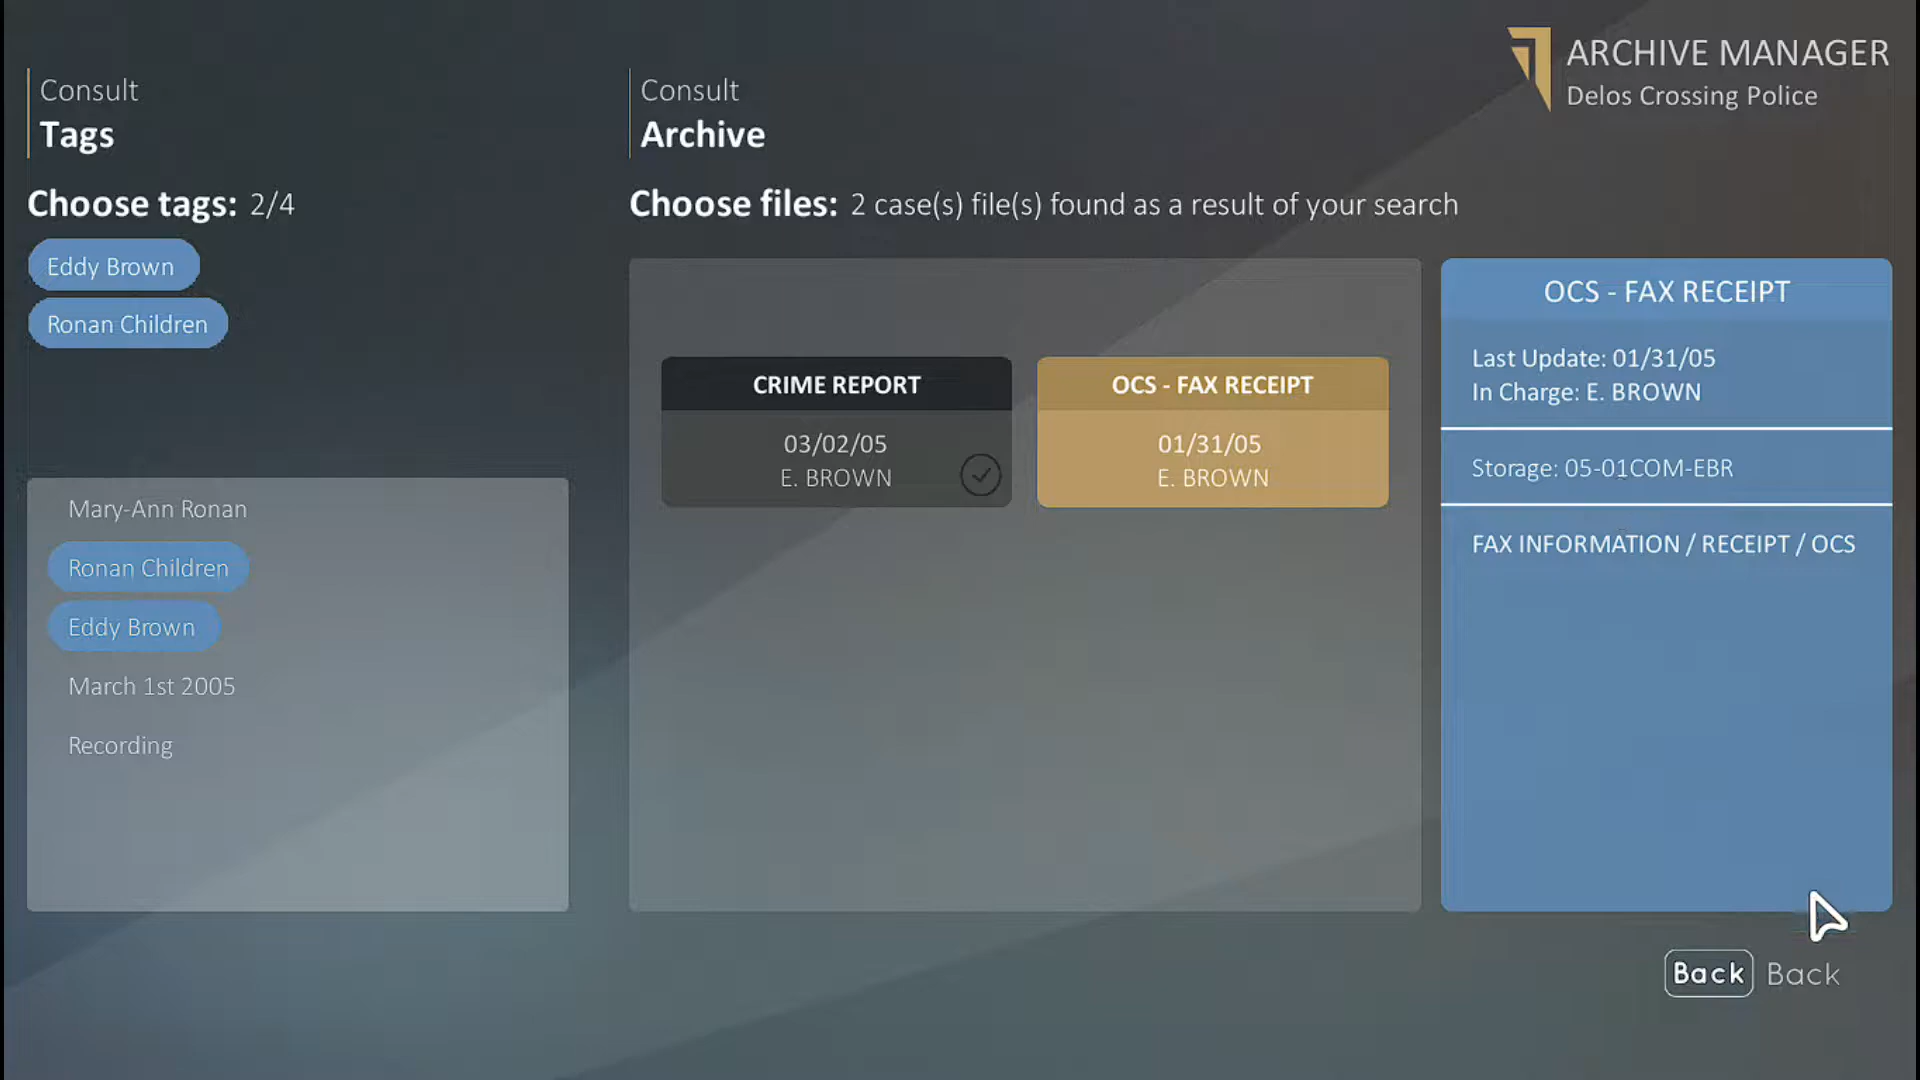 ARCHIVE MANAGER
Delos Crossing Police
Consult
Tags
Choose tags: 2/4
Eddy Brown
Ronan Children
Mary-Ann Ronan
Ronan Children
Eddy Brown
March 1st 2005
Recording
Consult
Archive
Choose files: 2 case(s) file(s) found as a result of your search
CRIME REPORT
03/02/05
E. BROWN
OCS - FAX RECEIPT
01/31/05
E. BROWN
OCS - FAX RECEIPT
Last Update: 01/31/05
In Charge: E. BROWN
Storage: 05-01COM-EBR
FAX INFORMATION / RECEIPT / OCS
Back Back